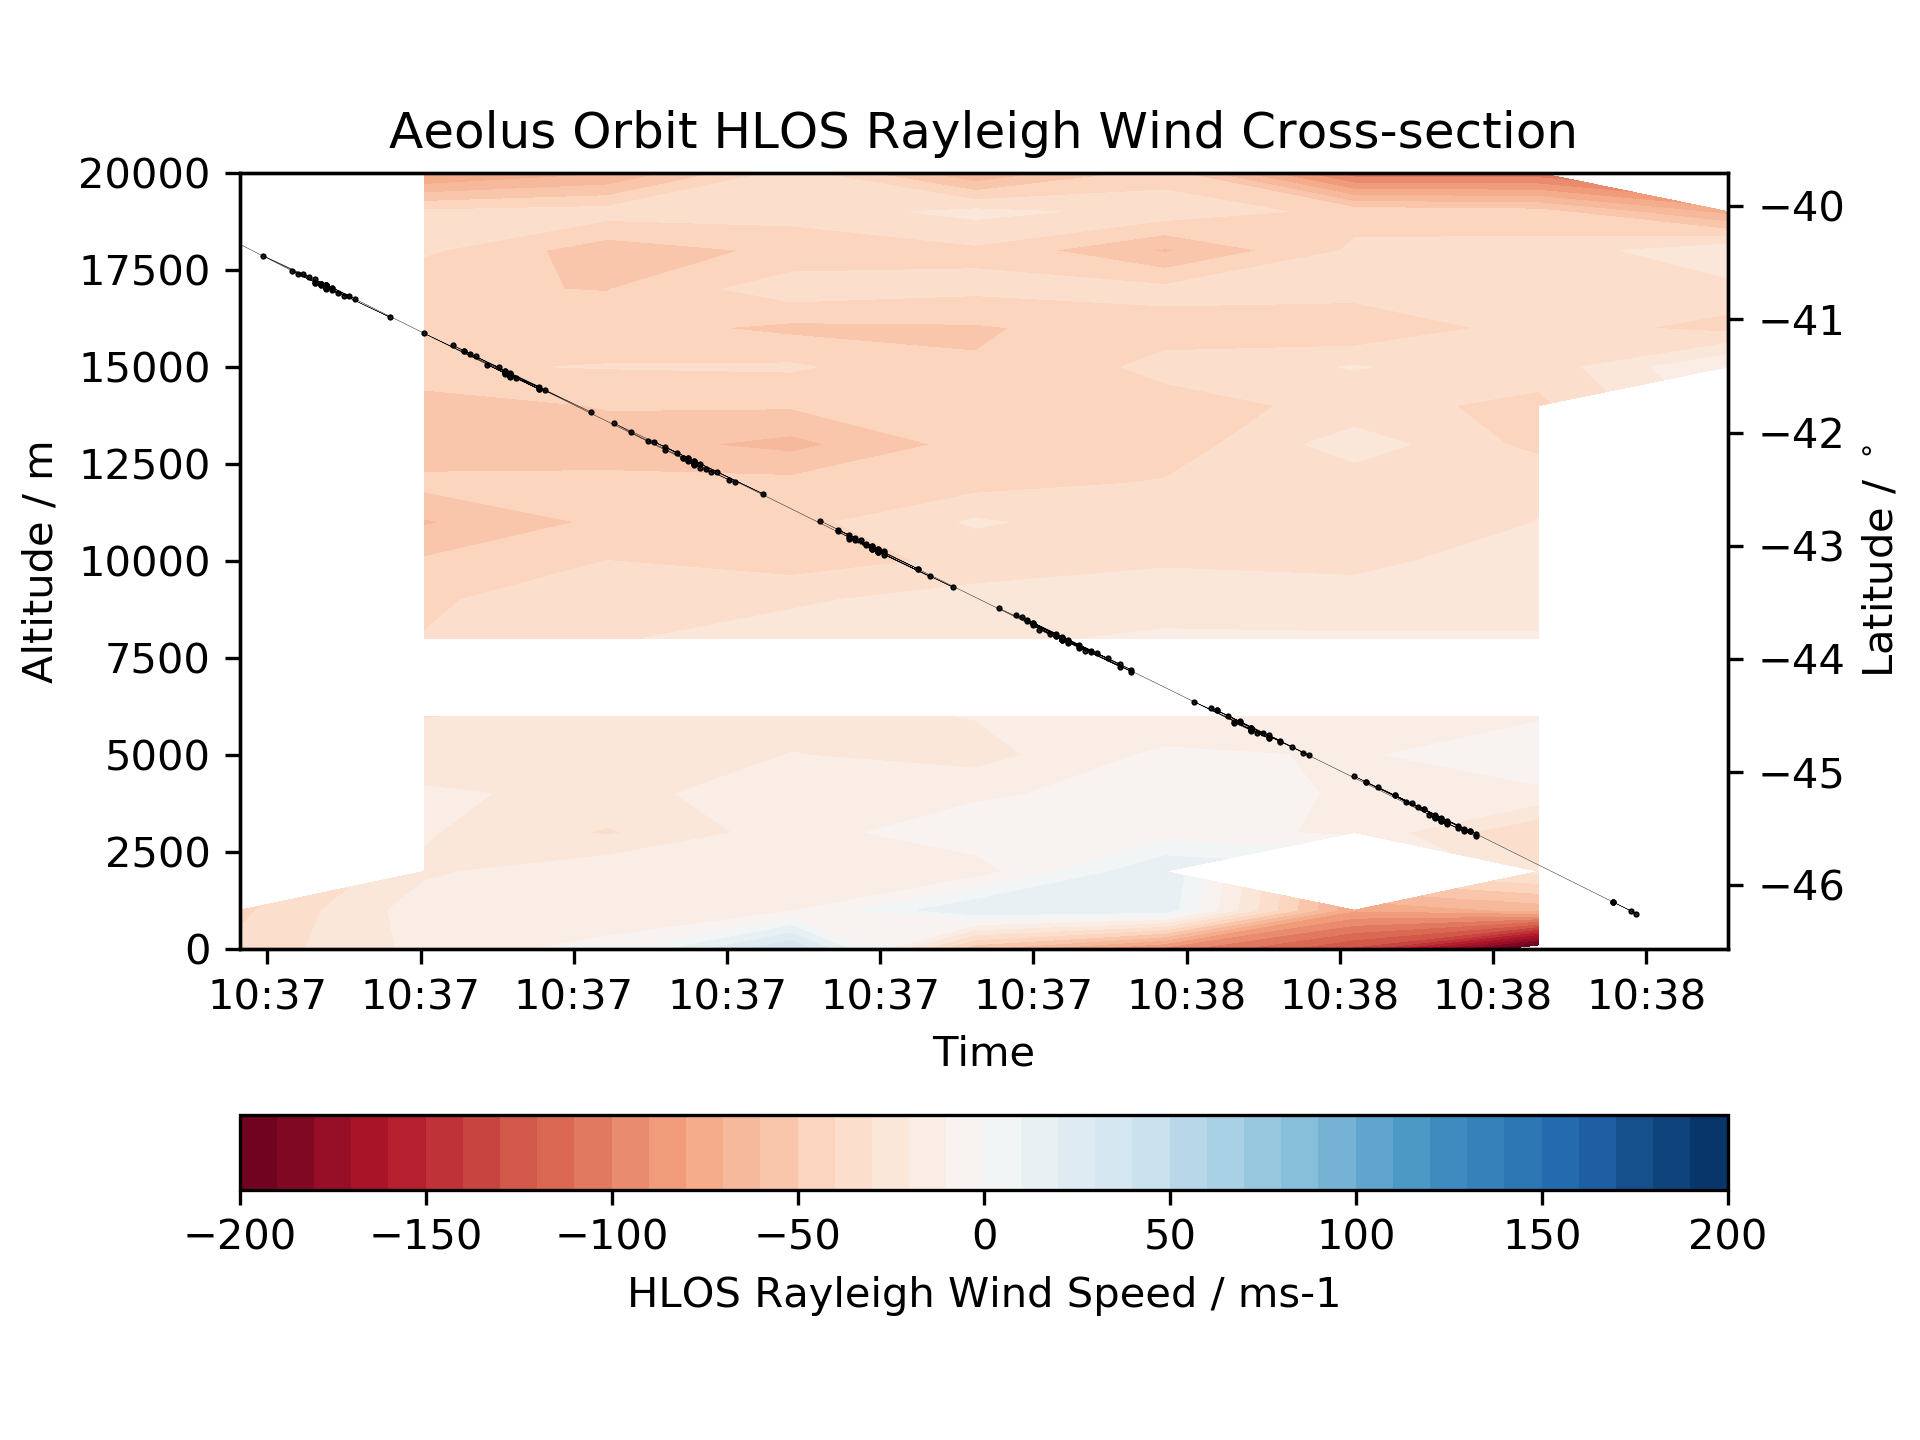 Aeolus Orbit HLOS Rayleigh Wind Cross-section
20000
17500
15000
12500
10000
7500
5000
2500
0
Altitude / m
−40
−41
−42
−43
−44
−45
−46
Latitude / °
10:37 10:37 10:37 10:37 10:37 10:37 10:38 10:38 10:38 10:38
Time
−200 −150 −100 −50 0 50 100 150 200
HLOS Rayleigh Wind Speed / ms-1